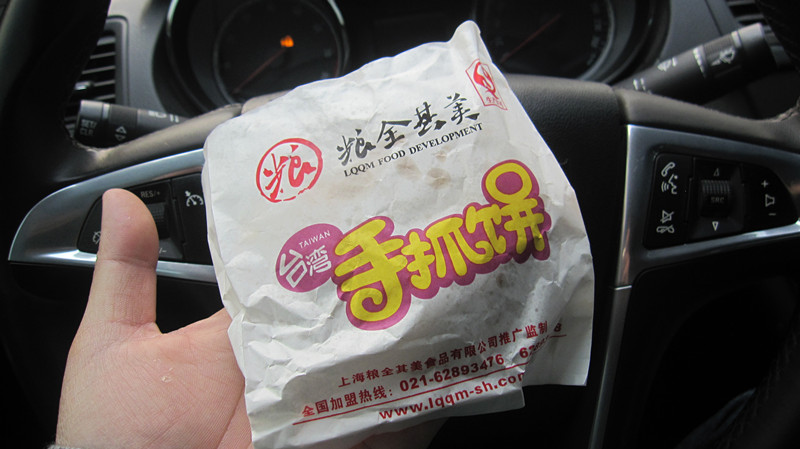 粮
粮全其美
LQQM FOOD DEVELOPMENT
TAIWAN
台湾
手抓饼
上海粮全其美食品有限公司推广监制
全国加盟热线：021-62893476
www.lqqm-sh.com
RES/+